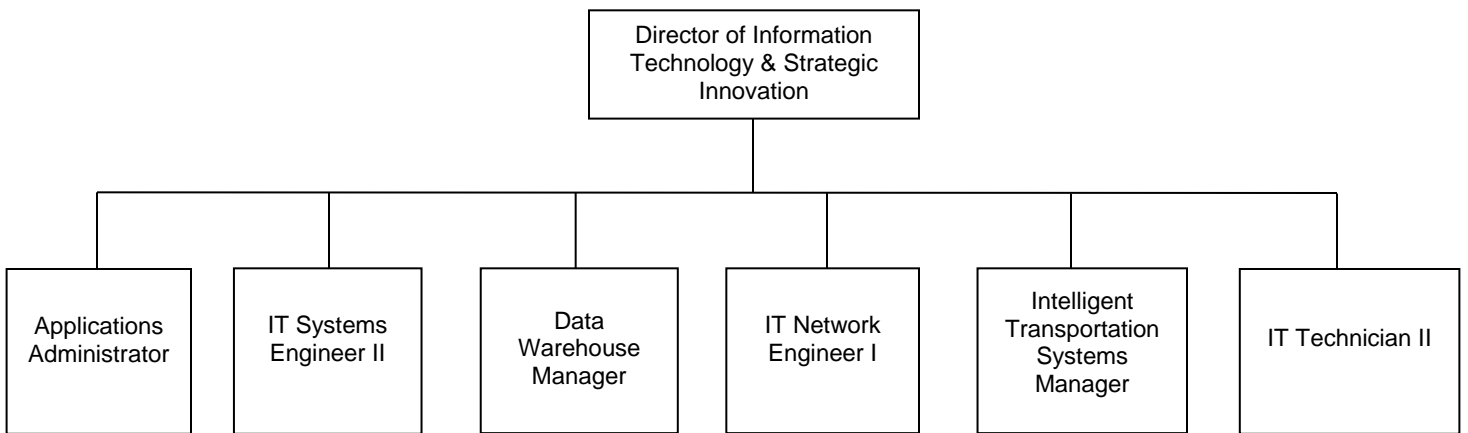 Director of Information
Technology & Strategic
Innovation
Applications
Administrator
IT Systems
Engineer II
Data
Warehouse
Manager
IT Network
Engineer I
Intelligent
Transportation
Systems
Manager
IT Technician II